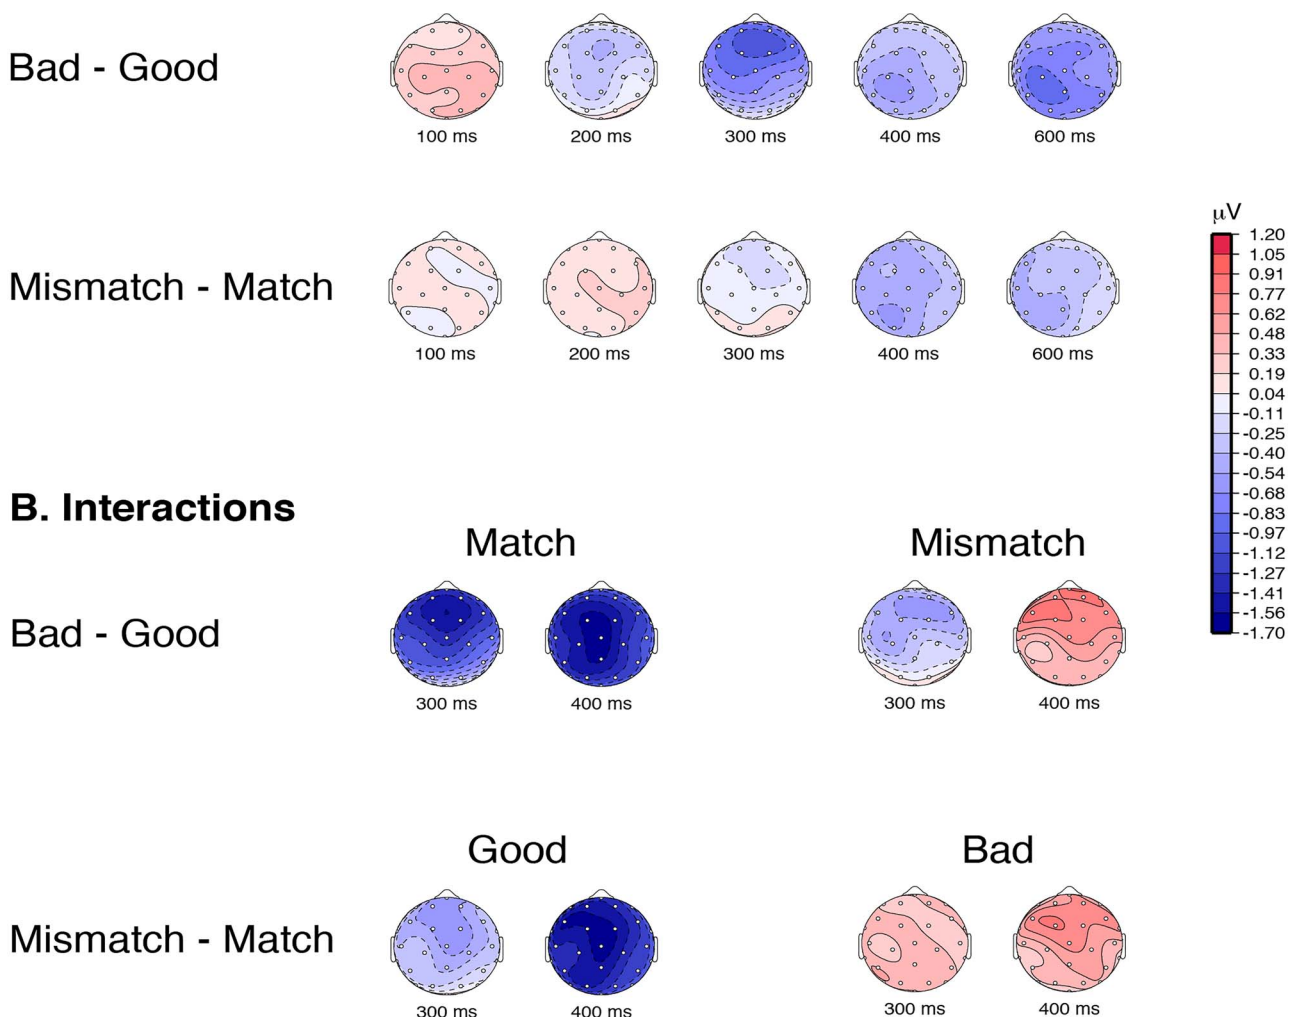 Bad - Good
100 ms
200 ms
300 ms
400 ms
600 ms
Mismatch - Match
100 ms
200 ms
300 ms
400 ms
600 ms
μV
1.20
1.05
0.91
0.77
0.62
0.48
0.33
0.19
0.04
-0.11
-0.25
-0.40
-0.54
-0.68
-0.83
-0.97
-1.12
-1.27
-1.41
-1.56
-1.70
B. Interactions
Match
Mismatch
Bad - Good
300 ms
400 ms
300 ms
400 ms
Good
Bad
Mismatch - Match
300 ms
400 ms
300 ms
400 ms